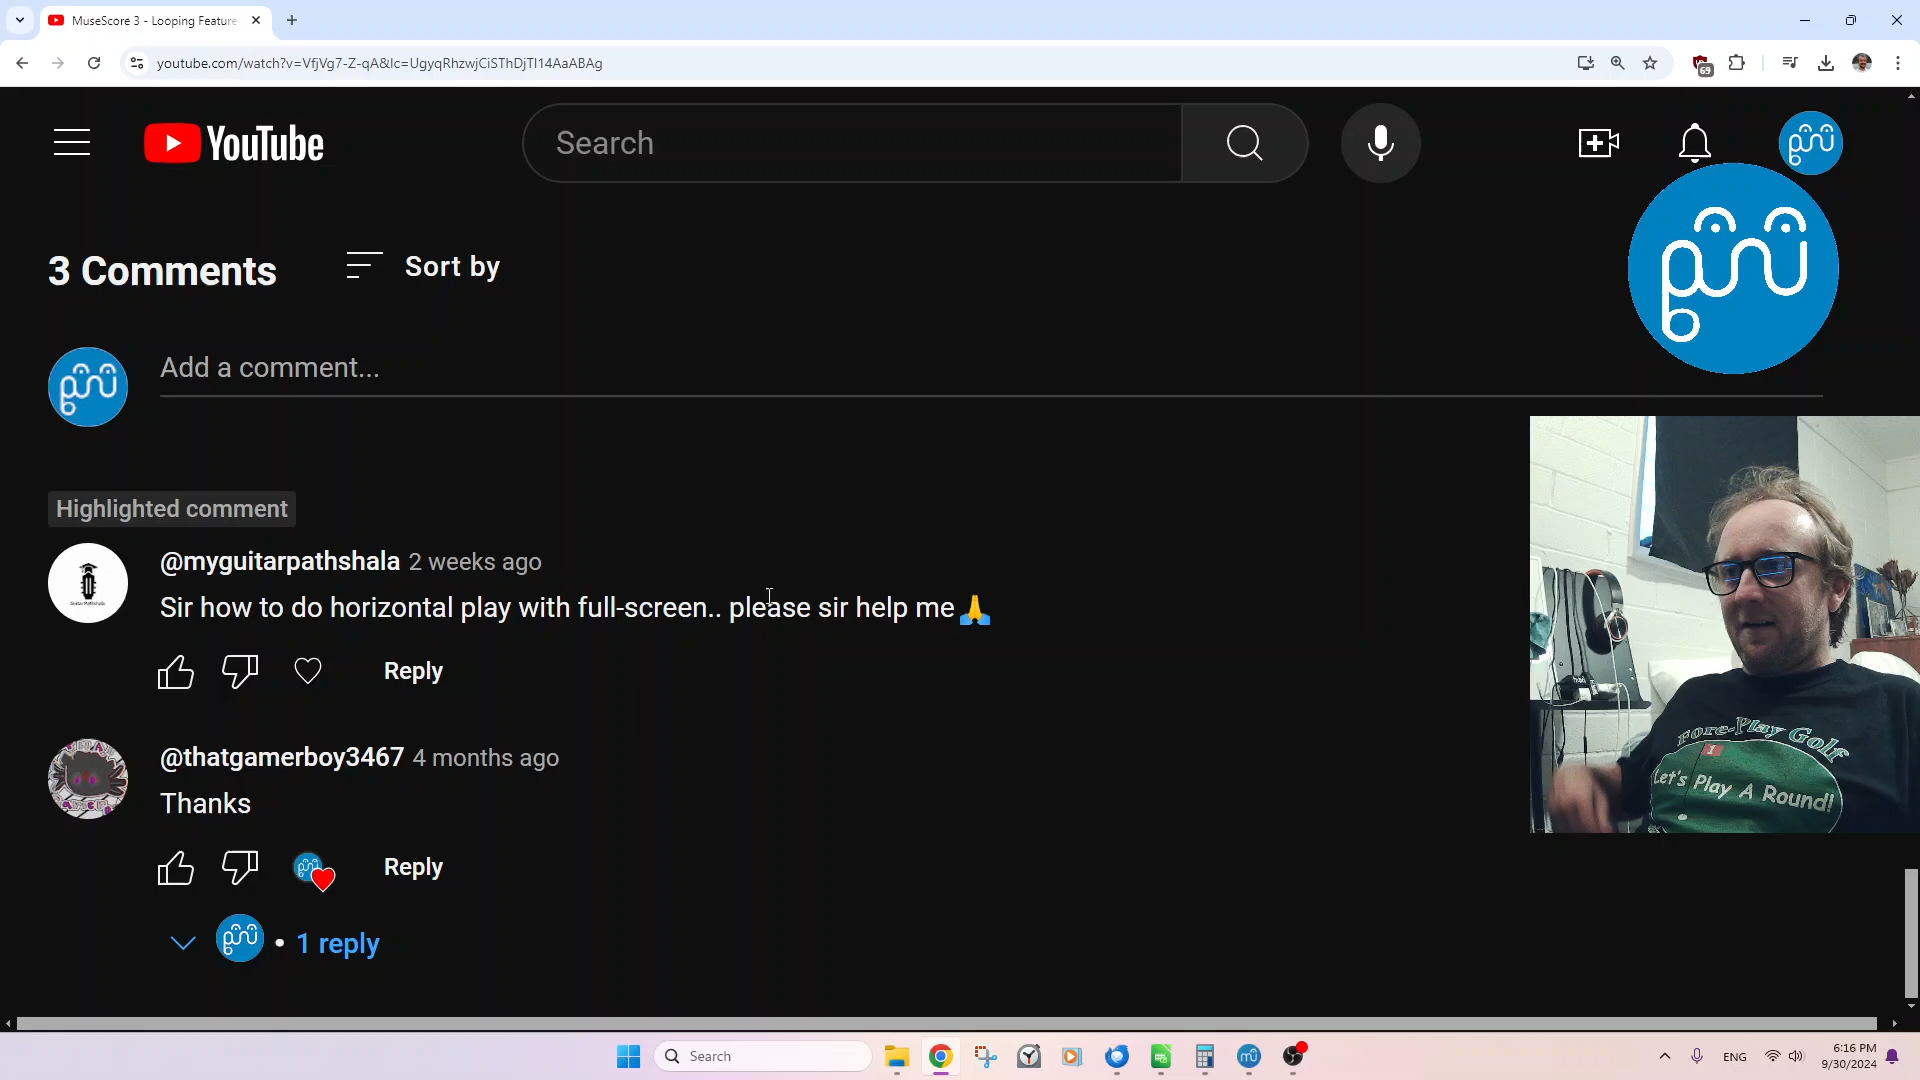 MuseScore 3 - Looping Feature
youtube.com/watch?v=VfjVg7-Z-qA&lc=UgyqRhzwjCiSThDjTl14AaABAg
69
YouTube
Search
3 Comments
Sort by
Add a comment...
Highlighted comment
@myguitarpathshala 2 weeks ago
Sir how to do horizontal play with full-screen.. please sir help me🙏
Reply
Fore-Play Golf
1
Let's Play A Round!
@thatgamerboy3467 4 months ago
Thanks
Reply
• 1 reply
Search
ENG
6:16 PM
9/30/2024